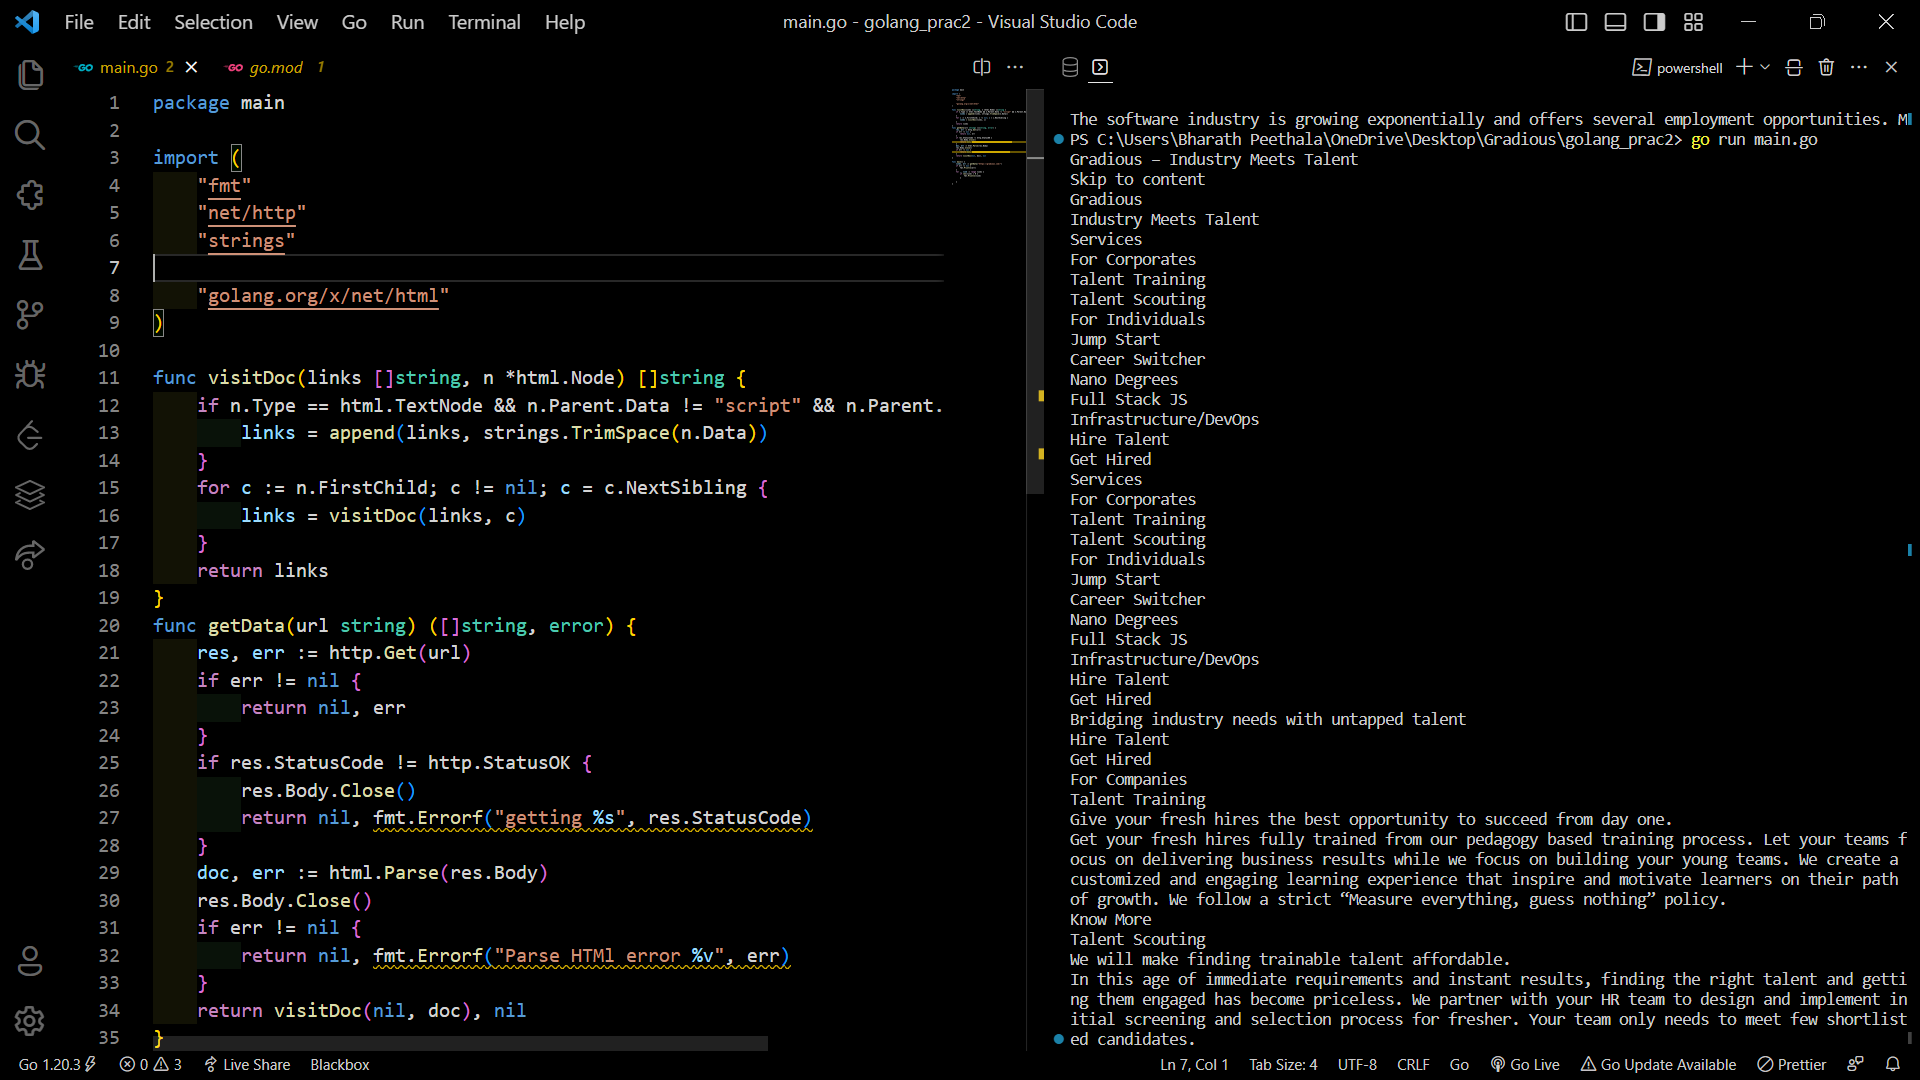 File Edit Selection View Go Run Terminal Help
main.go - golang_prac2 - Visual Studio Code
main.go 2
go.mod 1
powershell
1 package main
2
3 import (
4 "fmt"
5 "net/http"
6 "strings"
7
8 "golang.org/x/net/html"
9 )
10
11 func visitDoc(links []string, n *html.Node) []string {
12 if n.Type == html.TextNode && n.Parent.Data != "script" && n.Parent.
13 links = append(links, strings.TrimSpace(n.Data))
14 }
15 for c := n.FirstChild; c != nil; c = c.NextSibling {
16 links = visitDoc(links, c)
17 }
18 return links
19 }
20 func getData(url string) ([]string, error) {
21 res, err := http.Get(url)
22 if err != nil {
23 return nil, err
24 }
25 if res.StatusCode != http.StatusOK {
26 res.Body.Close()
27 return nil, fmt.Errorf("getting %s", res.StatusCode)
28 }
29 doc, err := html.Parse(res.Body)
30 res.Body.Close()
31 if err != nil {
32 return nil, fmt.Errorf("Parse HTMl error %v", err)
33 }
34 return visitDoc(nil, doc), nil
35 }
The software industry is growing exponentially and offers several employment opportunities. M
PS C:\Users\Bharath Peethala\OneDrive\Desktop\Gradious\golang_prac2> go run main.go
Gradious – Industry Meets Talent
Skip to content
Gradious
Industry Meets Talent
Services
For Corporates
Talent Training
Talent Scouting
For Individuals
Jump Start
Career Switcher
Nano Degrees
Full Stack JS
Infrastructure/DevOps
Hire Talent
Get Hired
Services
For Corporates
Talent Training
Talent Scouting
For Individuals
Jump Start
Career Switcher
Nano Degrees
Full Stack JS
Infrastructure/DevOps
Hire Talent
Get Hired
Bridging industry needs with untapped talent
Hire Talent
Get Hired
For Companies
Talent Training
Give your fresh hires the best opportunity to succeed from day one.
Get your fresh hires fully trained from our pedagogy based training process. Let your teams f
ocus on delivering business results while we focus on building your young teams. We create a
customized and engaging learning experience that inspire and motivate learners on their path
of growth. We follow a strict “Measure everything, guess nothing” policy.
Know More
Talent Scouting
We will make finding trainable talent affordable.
In this age of immediate requirements and instant results, finding the right talent and getti
ng them engaged has become priceless. We partner with your HR team to design and implement in
itial screening and selection process for fresher. Your team only needs to meet few shortlist
ed candidates.
Go 1.20.3 0 3 Live Share Blackbox
Ln 7, Col 1 Tab Size: 4 UTF-8 CRLF Go Go Live Go Update Available Prettier